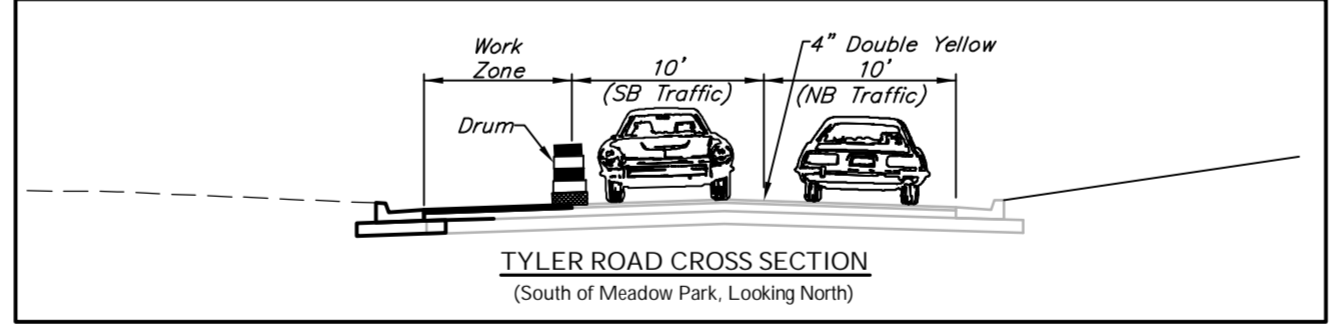 Work
Zone
10'
(SB Traffic)
4" Double Yellow
10'
(NB Traffic)
Drum
TYLER ROAD CROSS SECTION
(South of Meadow Park, Looking North)